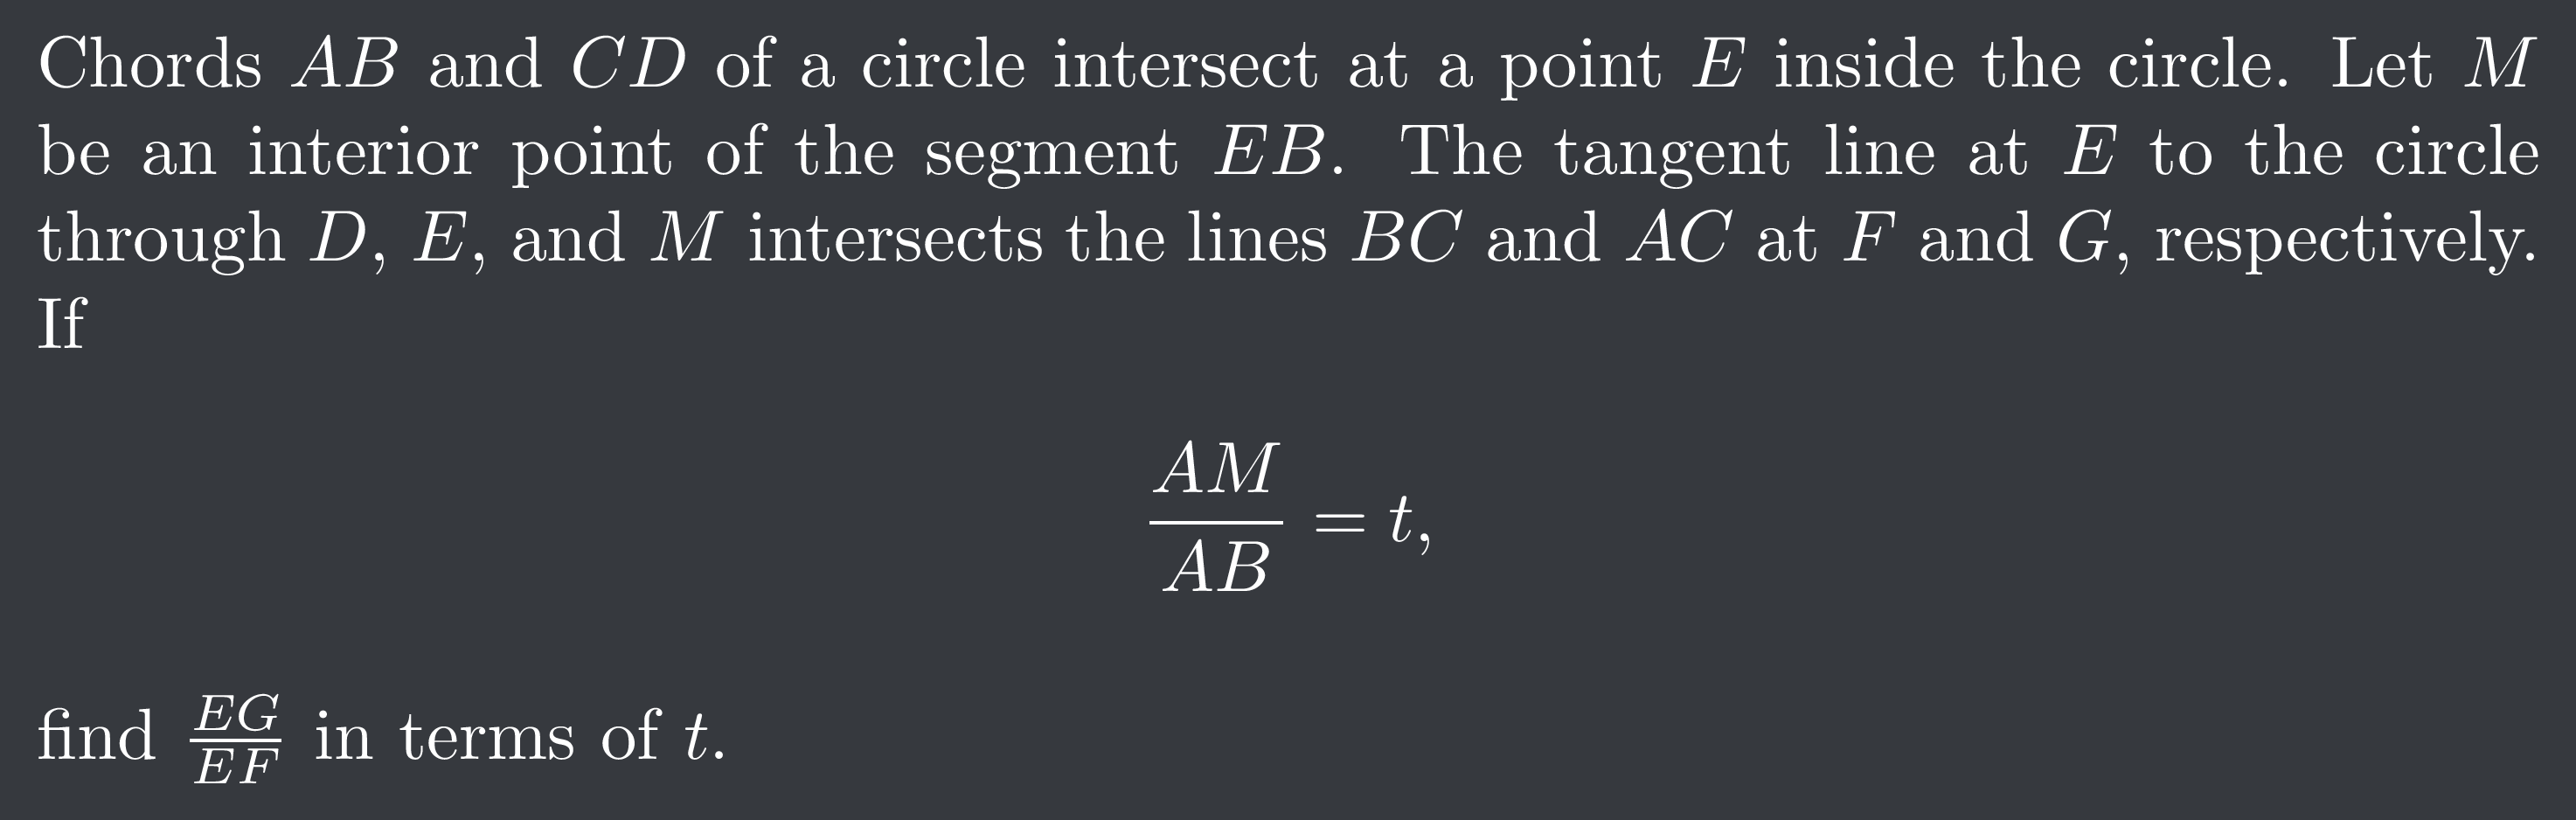 Chords AB and CD of a circle intersect at a point E inside the circle. Let M
be an interior point of the segment EB. The tangent line at E to the circle
through D, E, and M intersects the lines BC and AC at F and G, respectively.
If
\frac{AM}{AB} = t,
find \frac{EG}{EF} in terms of t.